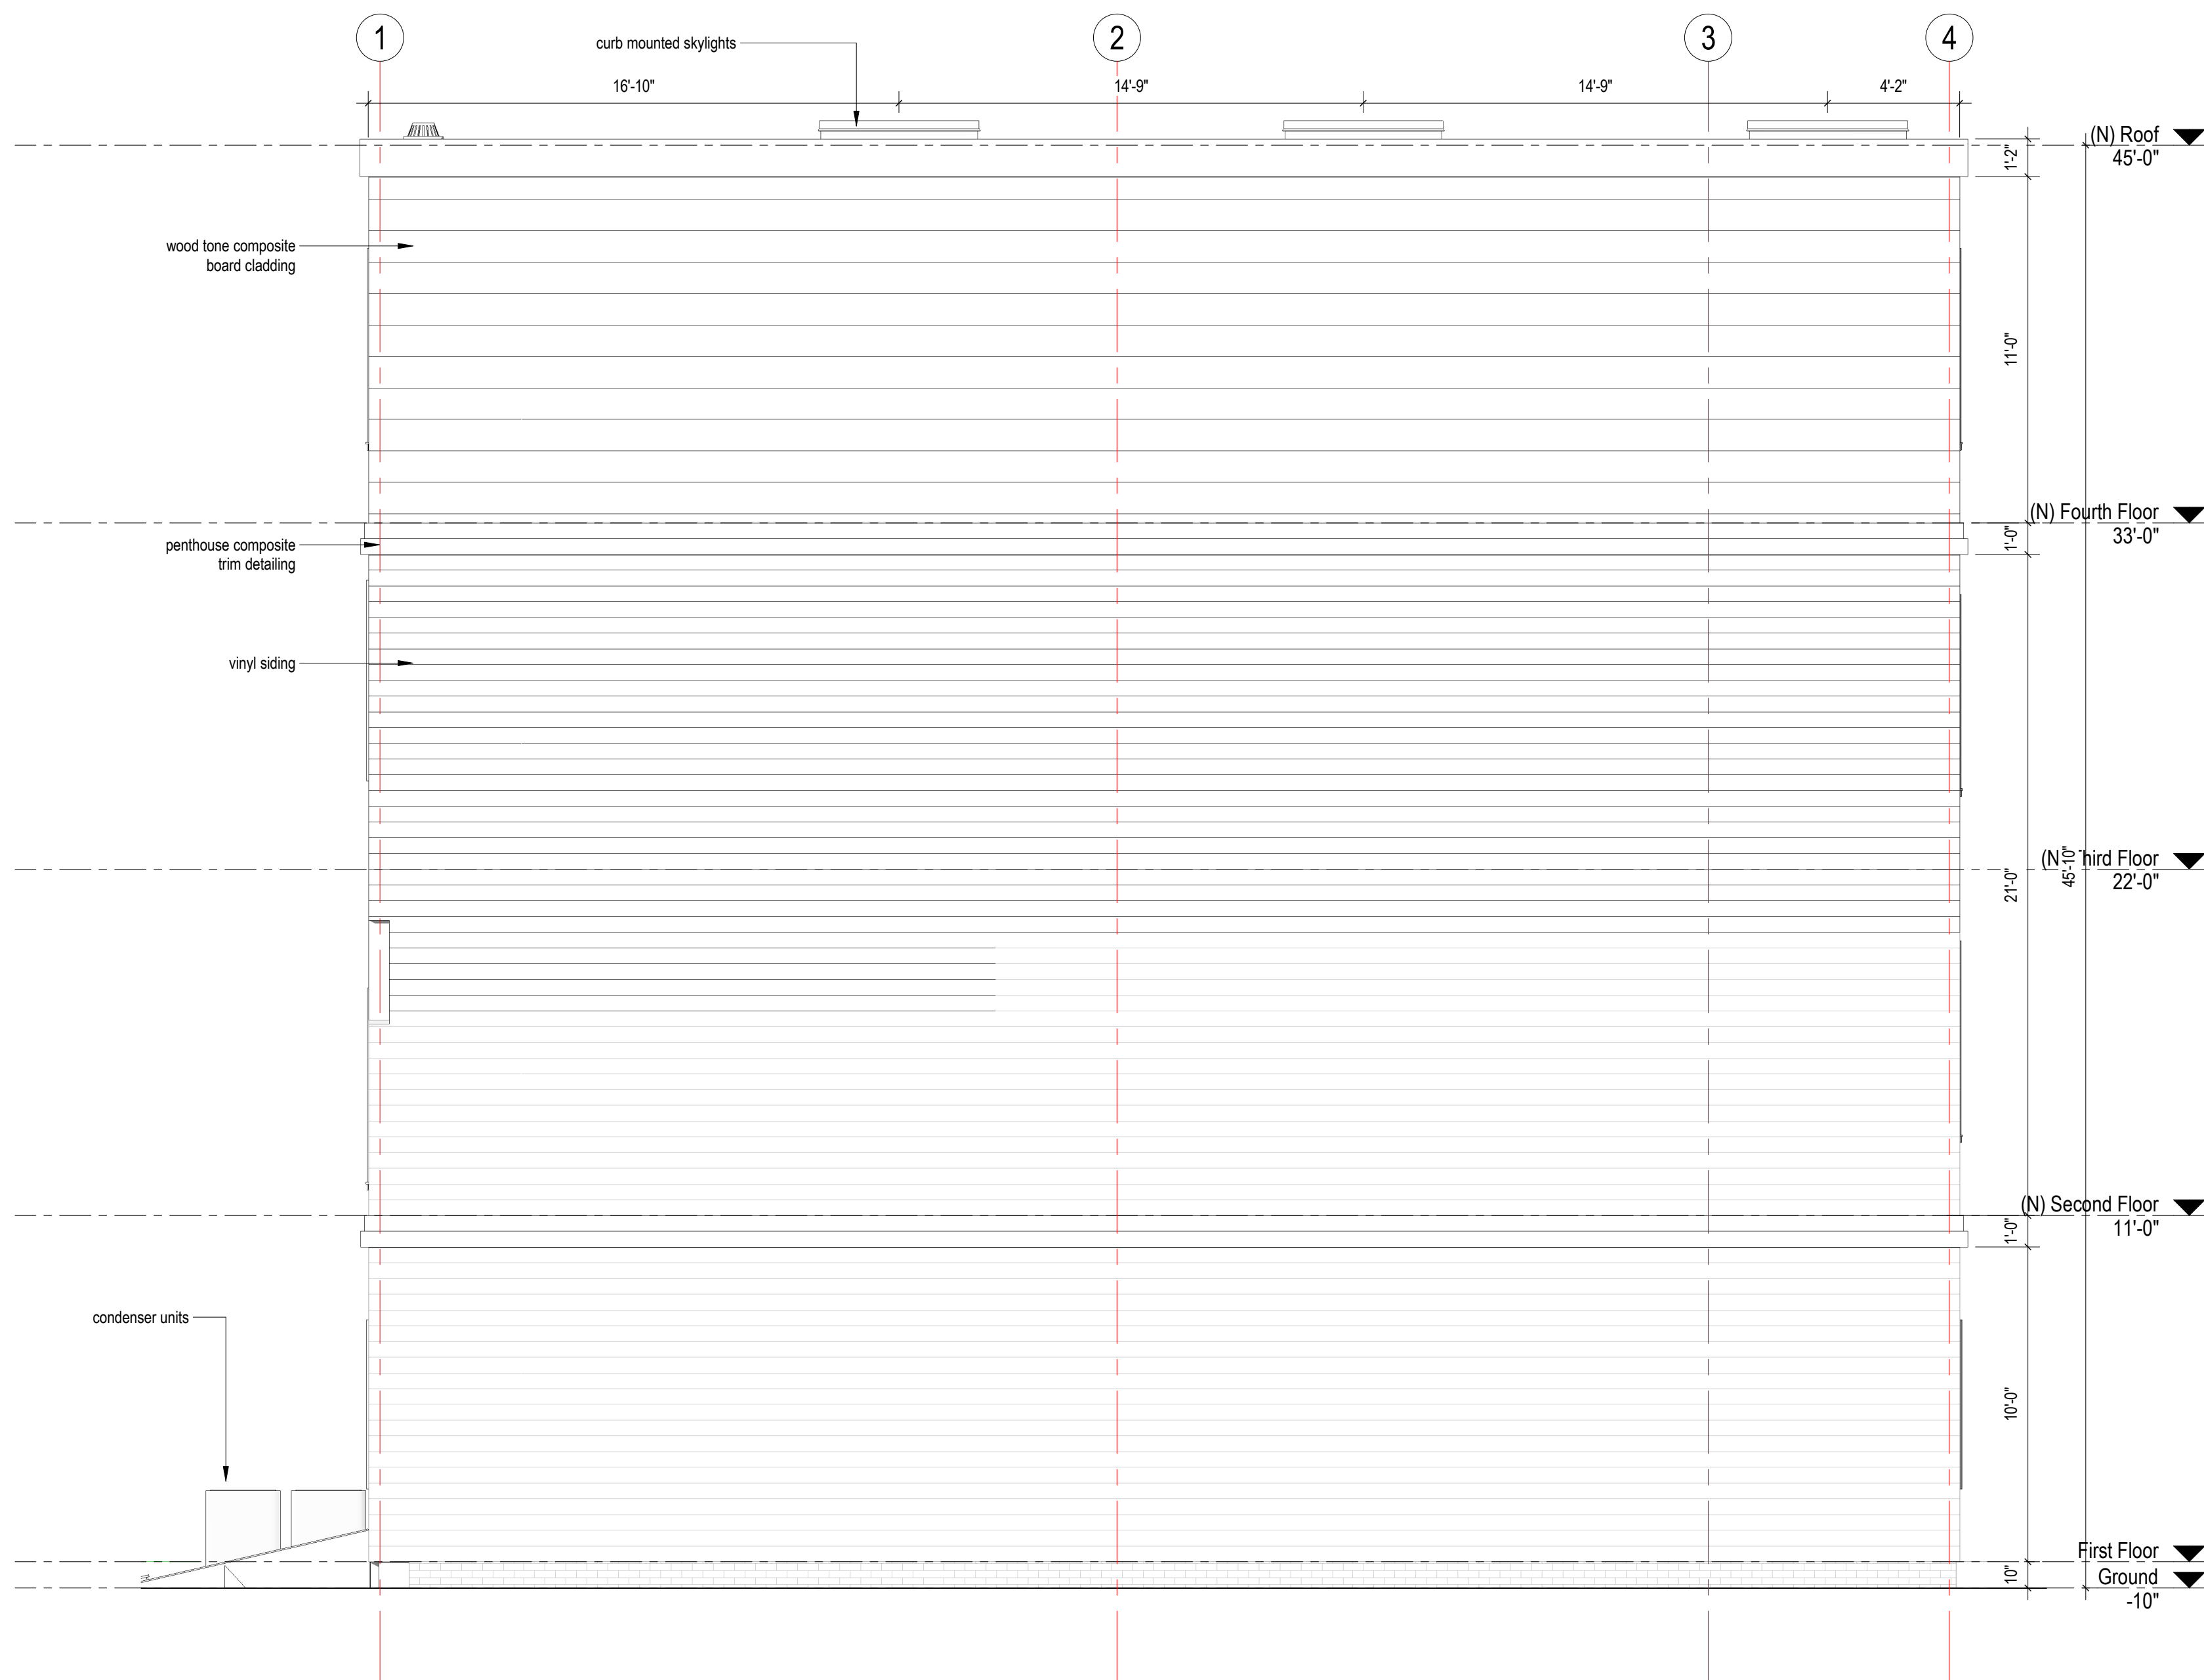 1
2
3
4
curb mounted skylights
16'-10"
14'-9"
14'-9"
4'-2"
(N) Roof
45'-0"
1'-2"
wood tone composite
board cladding
11'-0"
(N) Fourth Floor
33'-0"
1'-0"
penthouse composite
trim detailing
vinyl siding
(N Third Floor
22'-0"
45'-10"
21'-0"
(N) Second Floor
11'-0"
1'-0"
condenser units
10'-0"
First Floor
10"
Ground
-10"